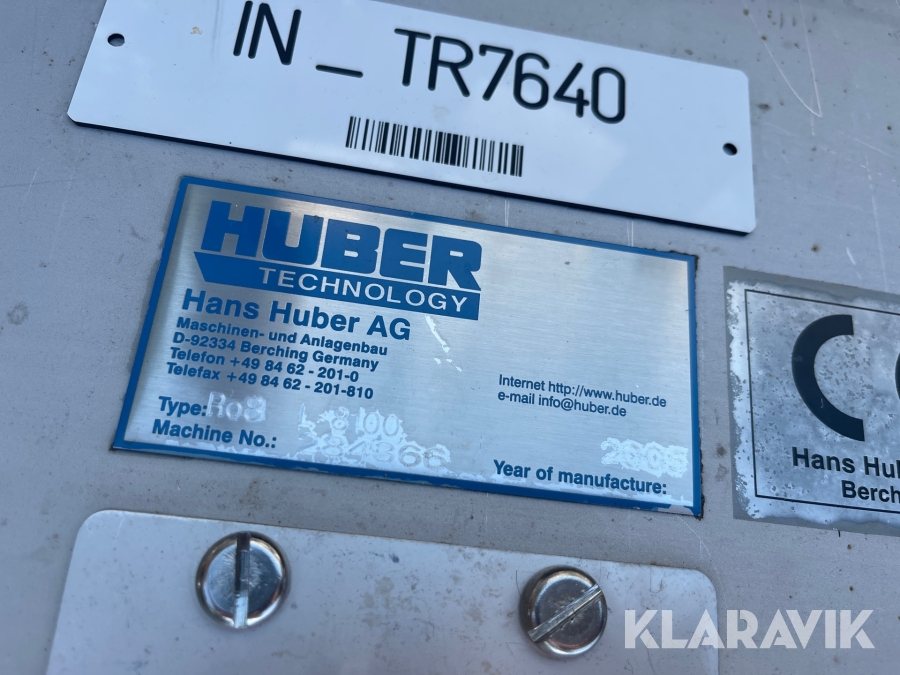 IN _ TR7640
HUBER
TECHNOLOGY
Hans Huber AG
Maschinen- und Anlagenbau
D-92334 Berching Germany
Telefon +49 84 62 - 201-0
Telefax +49 84 62 - 201-810
Internet http://www.huber.de
e-mail info@huber.de
Type: Ro8
Machine No.:
Year of manufacture:
CE
Hans Hu
Berch
KLARAVIK